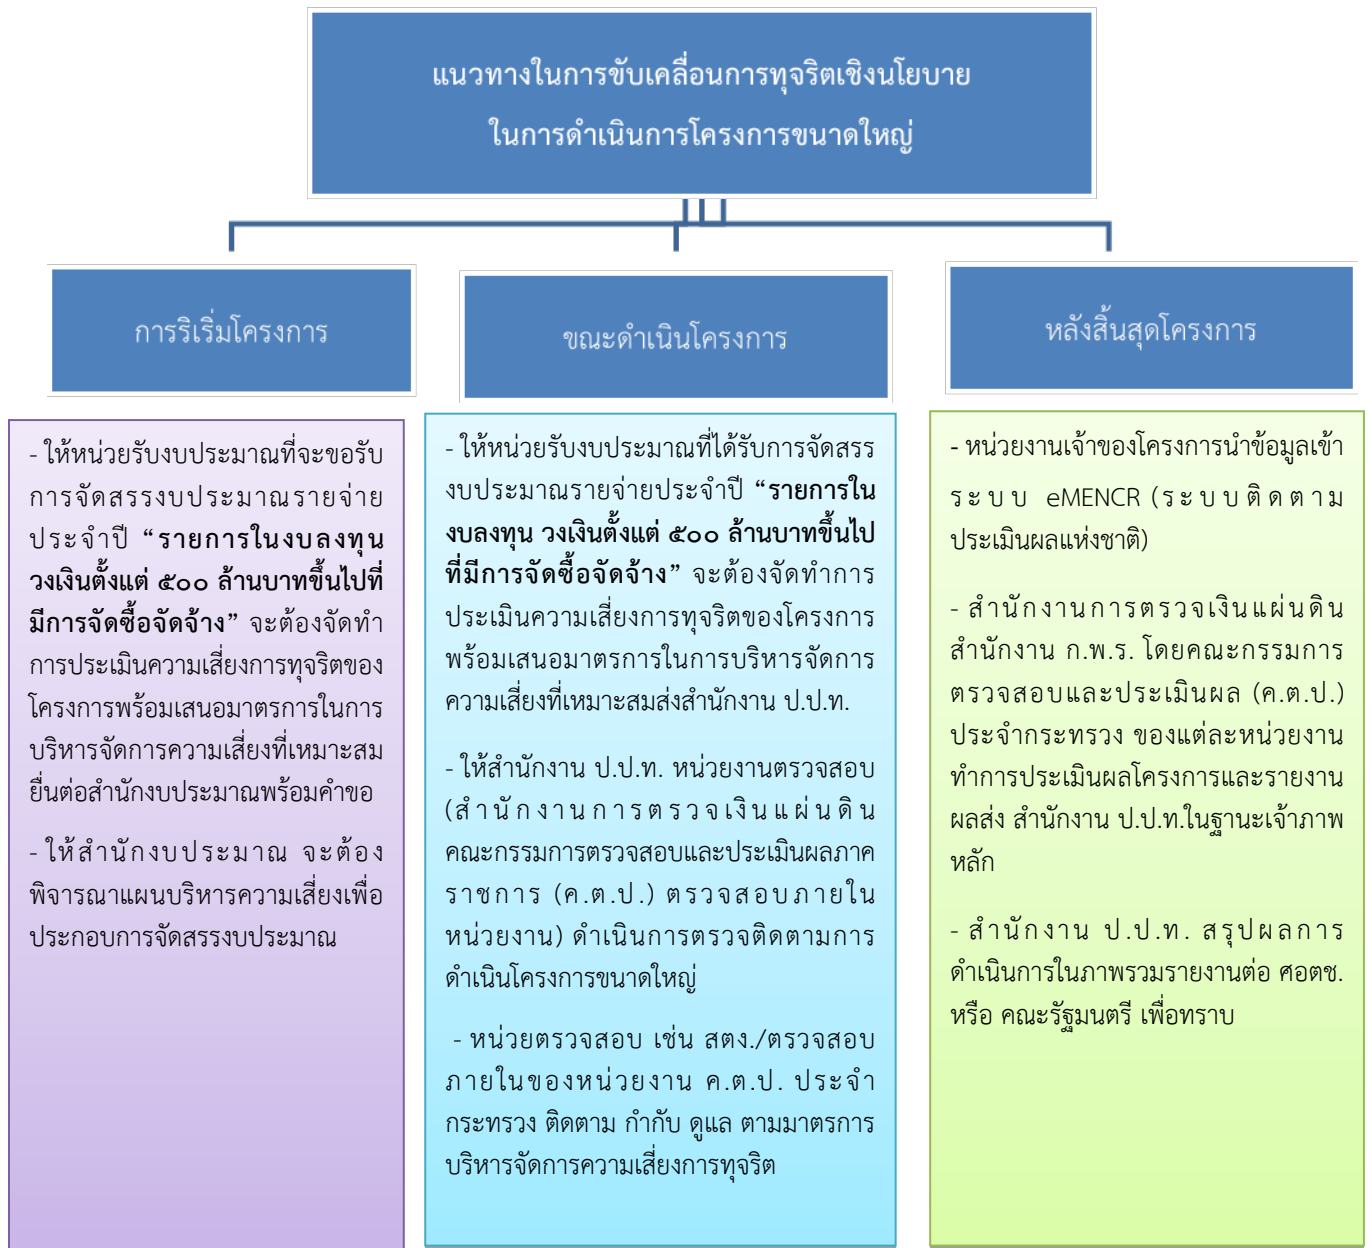 แนวทางในการขับเคลื่อนการทุจริตเชิงนโยบาย
ในการดำเนินการโครงการขนาดใหญ่
การริเริ่มโครงการ
- ให้หน่วยรับงบประมาณที่จะขอรับ
การจัดสรรงบประมาณรายจ่าย
ประจำปี “รายการในงบลงทุน
วงเงินตั้งแต่ ๕๐๐ ล้านบาทขึ้นไปที่
มีการจัดซื้อจัดจ้าง” จะต้องจัดทำ
การประเมินความเสี่ยงการทุจริตของ
โครงการพร้อมเสนอมาตรการในการ
บริหารจัดการความเสี่ยงที่เหมาะสม
ยื่นต่อสำนักงบประมาณพร้อมคำขอ
- ให้สำนักงบประมาณ จะต้อง
พิจารณาแผนบริหารความเสี่ยงเพื่อ
ประกอบการจัดสรรงบประมาณ
ขณะดำเนินโครงการ
- ให้หน่วยรับงบประมาณที่ได้รับการจัดสรร
งบประมาณรายจ่ายประจำปี “รายการใน
งบลงทุน วงเงินตั้งแต่ ๕๐๐ ล้านบาทขึ้นไป
ที่มีการจัดซื้อจัดจ้าง” จะต้องจัดทำการ
ประเมินความเสี่ยงการทุจริตของโครงการ
พร้อมเสนอมาตรการในการบริหารจัดการ
ความเสี่ยงที่เหมาะสมส่งสำนักงาน ป.ป.ท.
- ให้สำนักงาน ป.ป.ท. หน่วยงานตรวจสอบ
(สำนักงานการตรวจเงินแผ่นดิน
คณะกรรมการตรวจสอบและประเมินผลภาค
ราชการ (ค.ต.ป.) ตรวจสอบภายใน
หน่วยงาน) ดำเนินการตรวจติดตามการ
ดำเนินโครงการขนาดใหญ่
- หน่วยตรวจสอบ เช่น สตง./ตรวจสอบ
ภายในของหน่วยงาน ค.ต.ป. ประจำ
กระทรวง ติดตาม กำกับ ดูแล ตามมาตรการ
บริหารจัดการความเสี่ยงการทุจริต
หลังสิ้นสุดโครงการ
- หน่วยงานเจ้าของโครงการนำข้อมูลเข้า
ระบบ eMENCR (ระบบติดตาม
ประเมินผลแห่งชาติ)
- สำนักงานการตรวจเงินแผ่นดิน
สำนักงาน ก.พ.ร. โดยคณะกรรมการ
ตรวจสอบและประเมินผล (ค.ต.ป.)
ประจำกระทรวง ของแต่ละหน่วยงาน
ทำการประเมินผลโครงการและรายงาน
ผลส่ง สำนักงาน ป.ป.ท.ในฐานะเจ้าภาพ
หลัก
- สำนักงาน ป.ป.ท. สรุปผลการ
ดำเนินการในภาพรวมรายงานต่อ ศอตช.
หรือ คณะรัฐมนตรี เพื่อทราบ